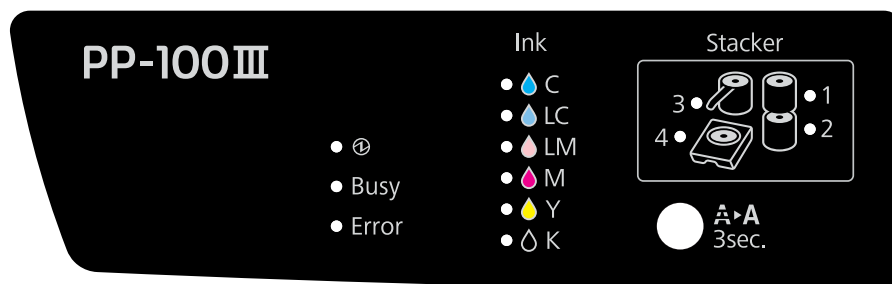 PP-100III
Busy
Error
Ink
C
LC
LM
M
Y
K
Stacker
3
1
4
2
A▸A
3sec.